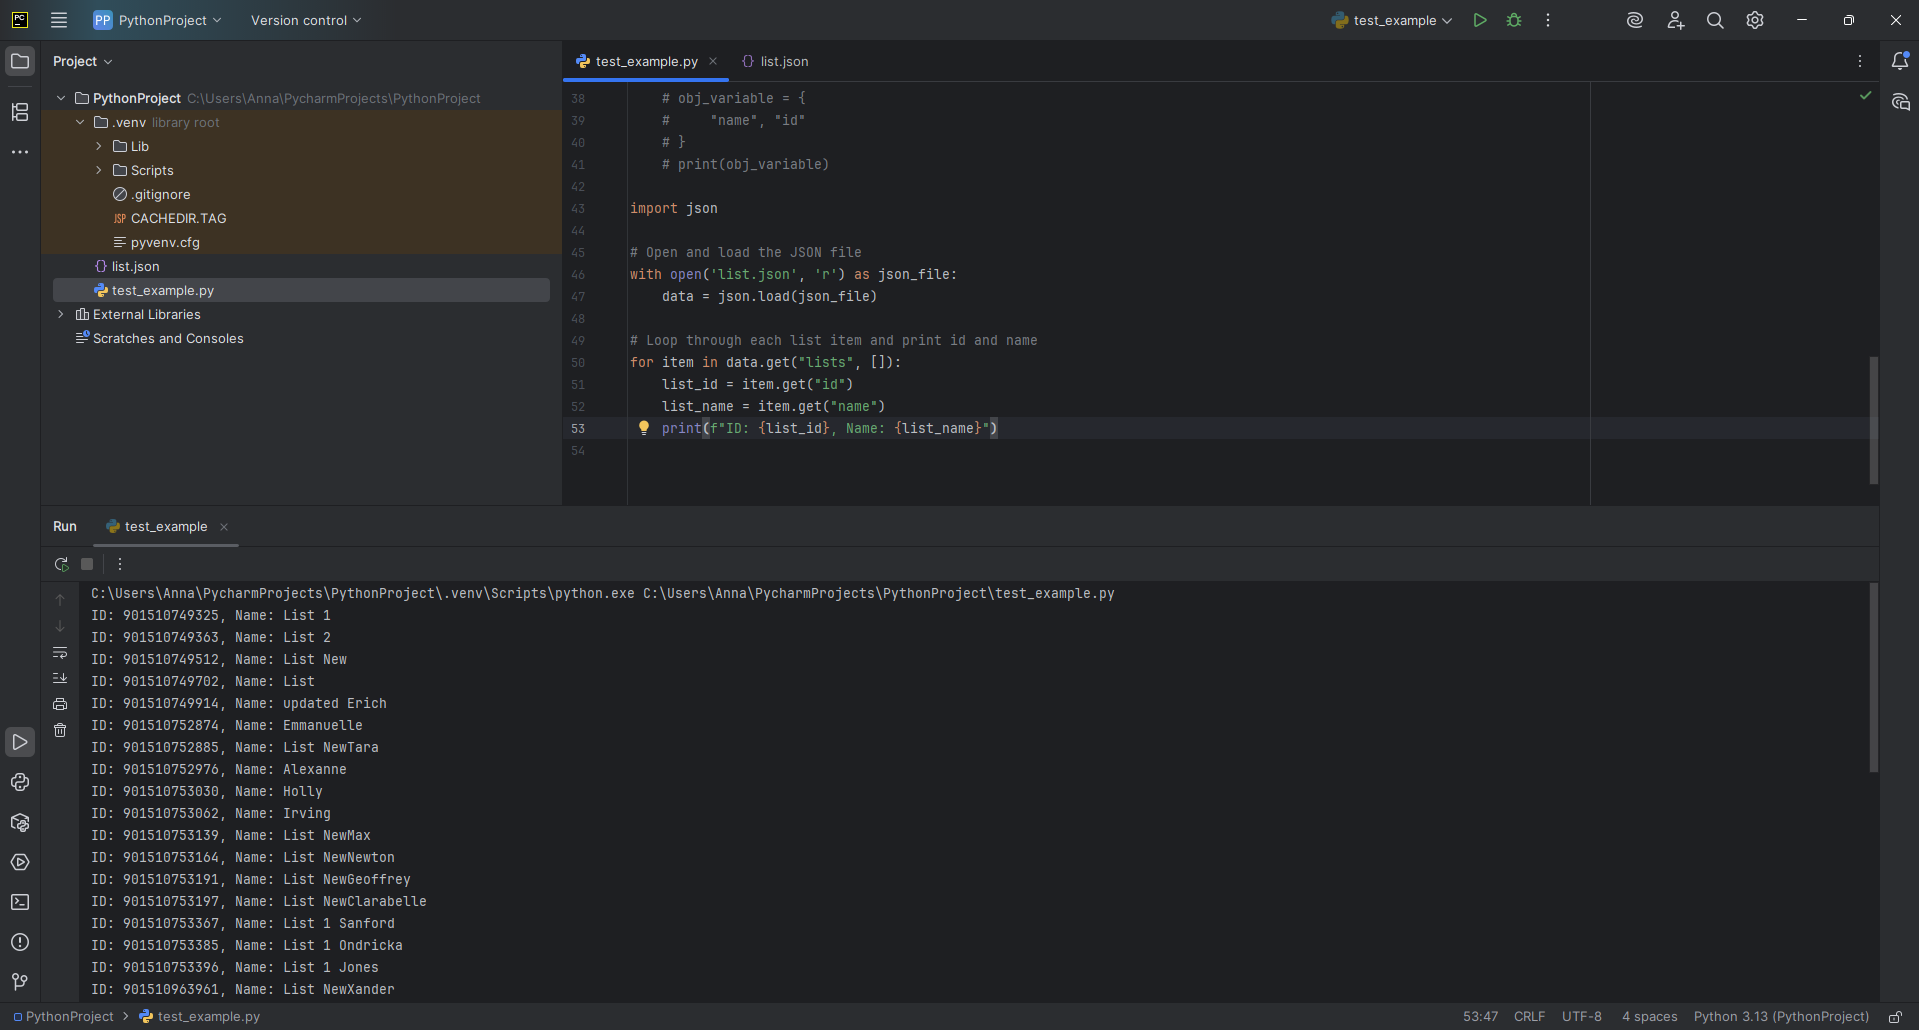 PC
PP PythonProject
Version control
test_example
Project
test_example.py
list.json
PythonProject C:\Users\Anna\PycharmProjects\PythonProject
.venv library root
Lib
Scripts
.gitignore
JSP CACHEDIR.TAG
pyvenv.cfg
{} list.json
test_example.py
External Libraries
Scratches and Consoles
38 # obj_variable = {
39 #     "name", "id"
40 # }
41 # print(obj_variable)
42
43 import json
44
45 # Open and load the JSON file
46 with open('list.json', 'r') as json_file:
47     data = json.load(json_file)
48
49 # Loop through each list item and print id and name
50 for item in data.get("lists", []):
51     list_id = item.get("id")
52     list_name = item.get("name")
53     print(f"ID: {list_id}, Name: {list_name}")
54
Run
test_example
C:\Users\Anna\PycharmProjects\PythonProject\.venv\Scripts\python.exe C:\Users\Anna\PycharmProjects\PythonProject\test_example.py
ID: 901510749325, Name: List 1
ID: 901510749363, Name: List 2
ID: 901510749512, Name: List New
ID: 901510749702, Name: List
ID: 901510749914, Name: updated Erich
ID: 901510752874, Name: Emmanuelle
ID: 901510752885, Name: List NewTara
ID: 901510752976, Name: Alexanne
ID: 901510753030, Name: Holly
ID: 901510753062, Name: Irving
ID: 901510753139, Name: List NewMax
ID: 901510753164, Name: List NewNewton
ID: 901510753191, Name: List NewGeoffrey
ID: 901510753197, Name: List NewClarabelle
ID: 901510753367, Name: List 1 Sanford
ID: 901510753385, Name: List 1 Ondricka
ID: 901510753396, Name: List 1 Jones
ID: 901510963961, Name: List NewXander
PythonProject > test_example.py
53:47 CRLF UTF-8 4 spaces Python 3.13 (PythonProject)